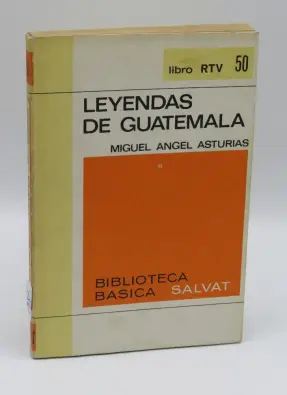 libro RTV 50
LEYENDAS
DE GUATEMALA
MIGUEL ANGEL ASTURIAS
BIBLIOTECA
BASICA SALVAT